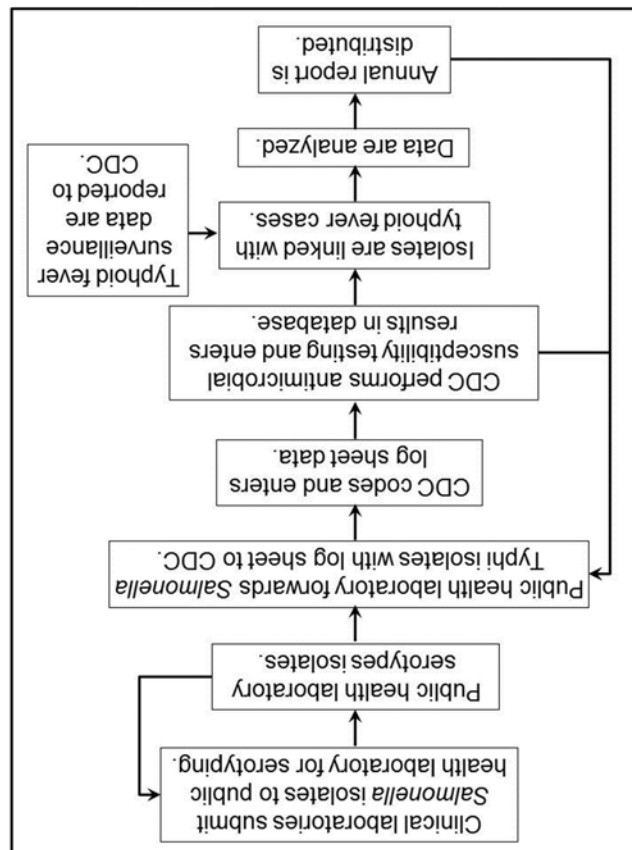 Clinical laboratories submit
Salmonella isolates to public
health laboratory for serotyping.
Public health laboratory
serotypes isolates.
Public health laboratory forwards Salmonella
Typhi isolates with log sheet to CDC.
CDC codes and enters
log sheet data.
CDC performs antimicrobial
susceptibility testing and enters
results in database.
Typhoid fever
surveillance
data are
reported to
CDC.
Isolates are linked with
typhoid fever cases.
Data are analyzed.
Annual report is
distributed.